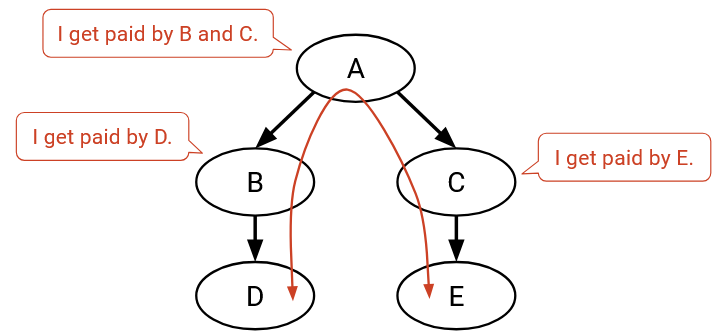 I get paid by B and C.
A
I get paid by D.
I get paid by E.
B
C
D
E